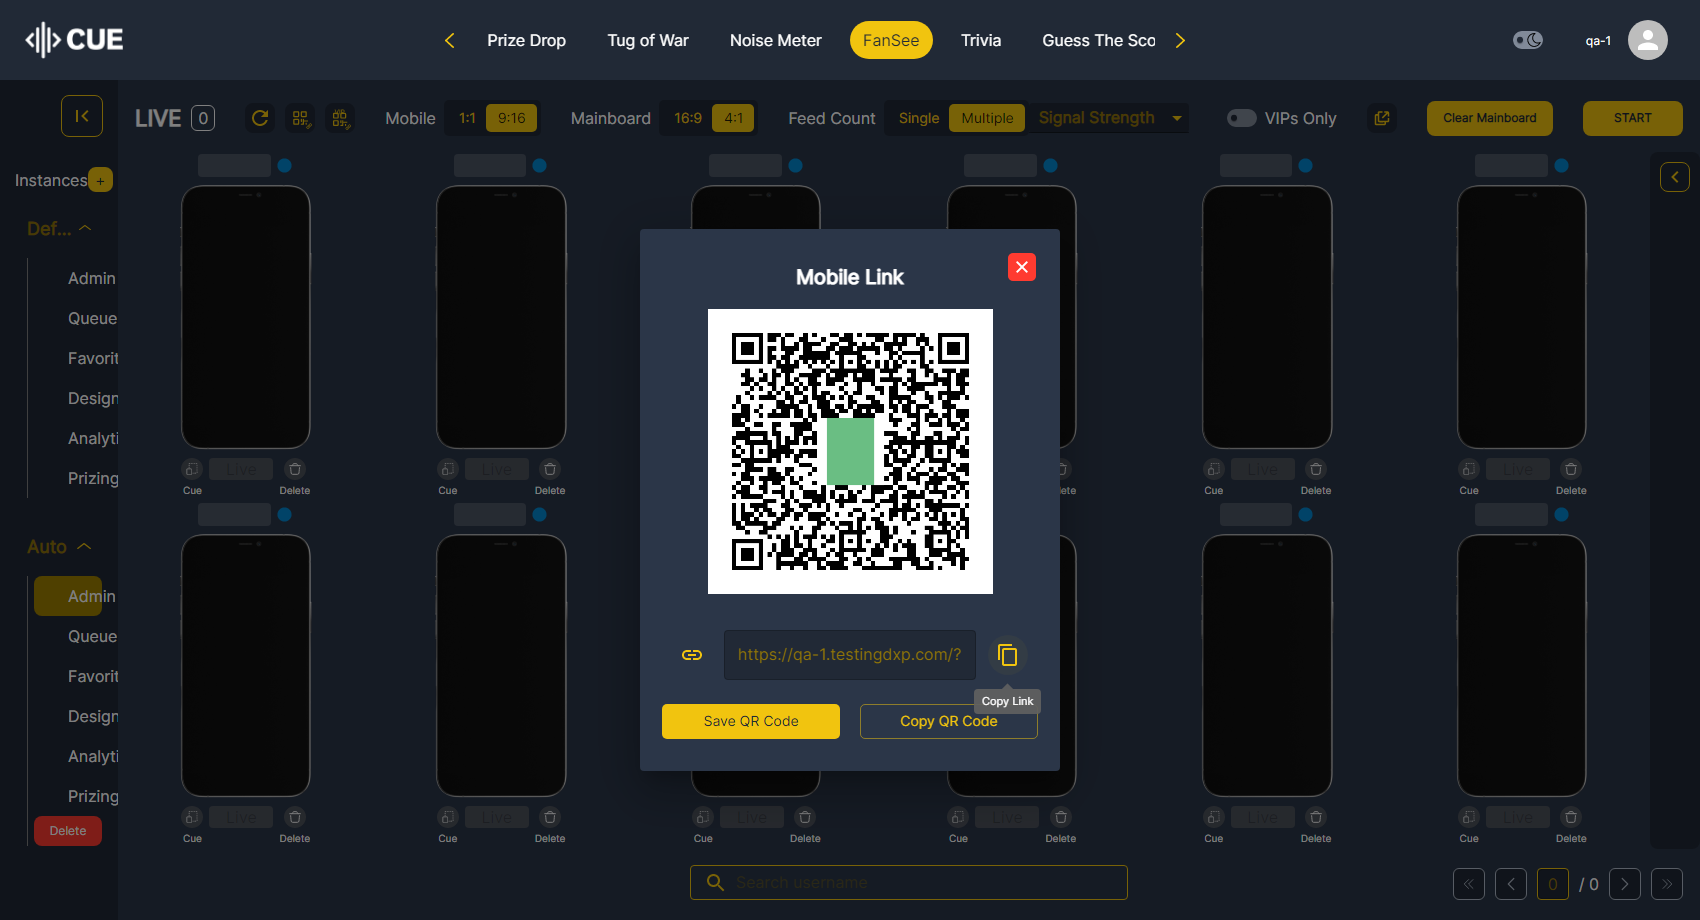 CUE
Prize Drop
Tug of War
Noise Meter
FanSee
Trivia
Guess The Sco
qa-1
LIVE 0
Mobile 1:1 9:16
Mainboard 16:9 4:1
Feed Count Single Multiple Signal Strength
VIPs Only
Clear Mainboard
START
Instances +
Def...
Admin
Queue
Favorit
Design
Analyti
Prizing
Auto
Admin
Queue
Favorit
Design
Analyti
Prizing
Delete
Mobile Link
https://qa-1.testingdxp.com/?
Copy Link
Save QR Code
Copy QR Code
Live
Cue Delete
Live
Cue Delete
ete
Live
Cue Delete
Live
Cue Delete
Live
Cue Delete
Live
Cue Delete
Live
Cue Delete
Live
Cue Delete
Live
Cue Delete
Live
Cue Delete
Search username
0 / 0